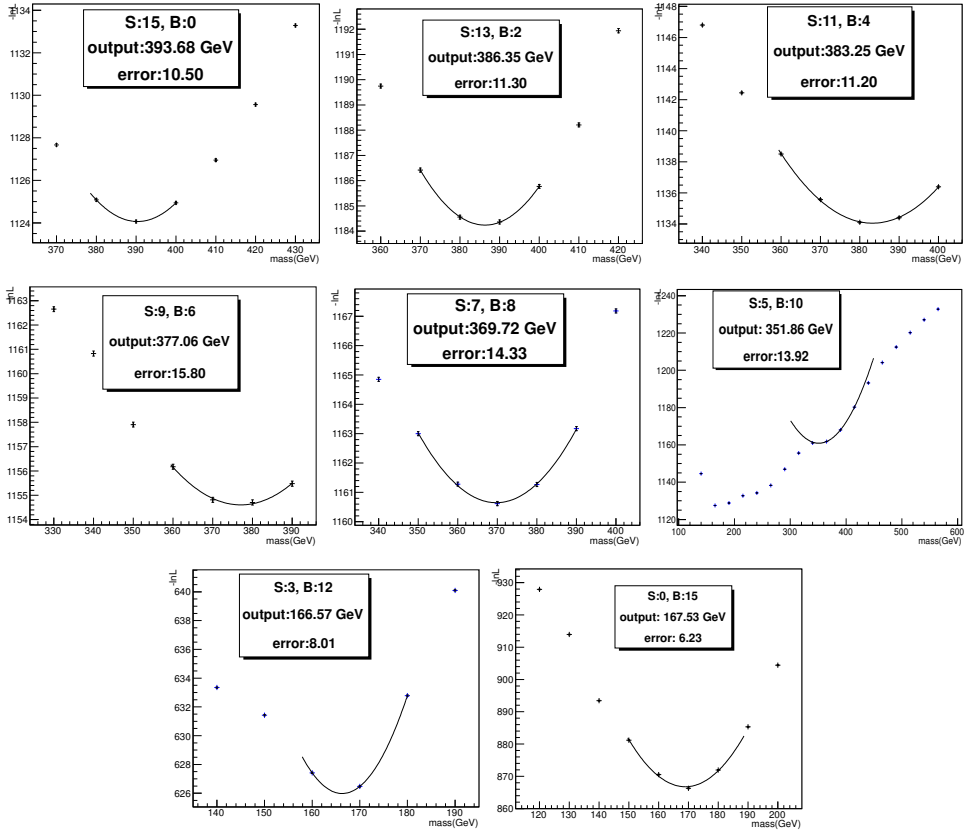 -lnL
1134
1132
1130
1128
1126
1124
S:15, B:0
output:393.68 GeV
error:10.50
370 380 390 400 410 420 430
mass(GeV)
-lnL
1192
1191
1190
1189
1188
1187
1186
1185
1184
S:13, B:2
output:386.35 GeV
error:11.30
360 370 380 390 400 410 420
mass(GeV)
-lnL
1148
1146
1144
1142
1140
1138
1136
1134
S:11, B:4
output:383.25 GeV
error:11.20
340 350 360 370 380 390 400
mass(GeV)
-lnL
1163
1162
1161
1160
1159
1158
1157
1156
1155
1154
S:9, B:6
output:377.06 GeV
error:15.80
330 340 350 360 370 380 390
mass(GeV)
-lnL
1167
1166
1165
1164
1163
1162
1161
1160
S:7, B:8
output:369.72 GeV
error:14.33
340 350 360 370 380 390 400
mass(GeV)
-lnL
1240
1220
1200
1180
1160
1140
1120
S:5, B:10
output: 351.86 GeV
error:13.92
100 200 300 400 500 600
mass(GeV)
-lnL
640
638
636
634
632
630
628
626
S:3, B:12
output:166.57 GeV
error:8.01
140 150 160 170 180 190
mass(GeV)
-lnL
930
920
910
900
890
880
870
860
S:0, B:15
output: 167.53 GeV
error: 6.23
120 130 140 150 160 170 180 190 200
mass(GeV)